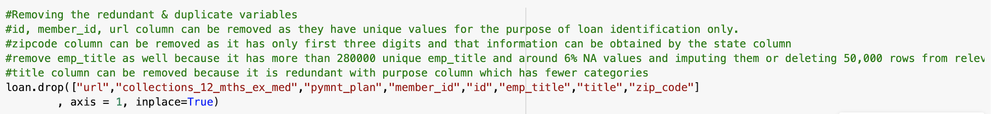 #Removing the redundant & duplicate variables
#id, member_id, url column can be removed as they have unique values for the purpose of loan identification only.
#zipcode column can be removed as it has only first three digits and that information can be obtained by the state column
#remove emp_title as well because it has more than 280000 unique emp_title and around 6% NA values and imputing them or deleting 50,000 rows from
#title column can be removed because it is redundant with purpose column which has fewer categories
loan.drop(["url","collections_12_mths_ex_med","pymnt_plan","member_id","id","emp_title","title","zip_code"]
, axis = 1, inplace=True)